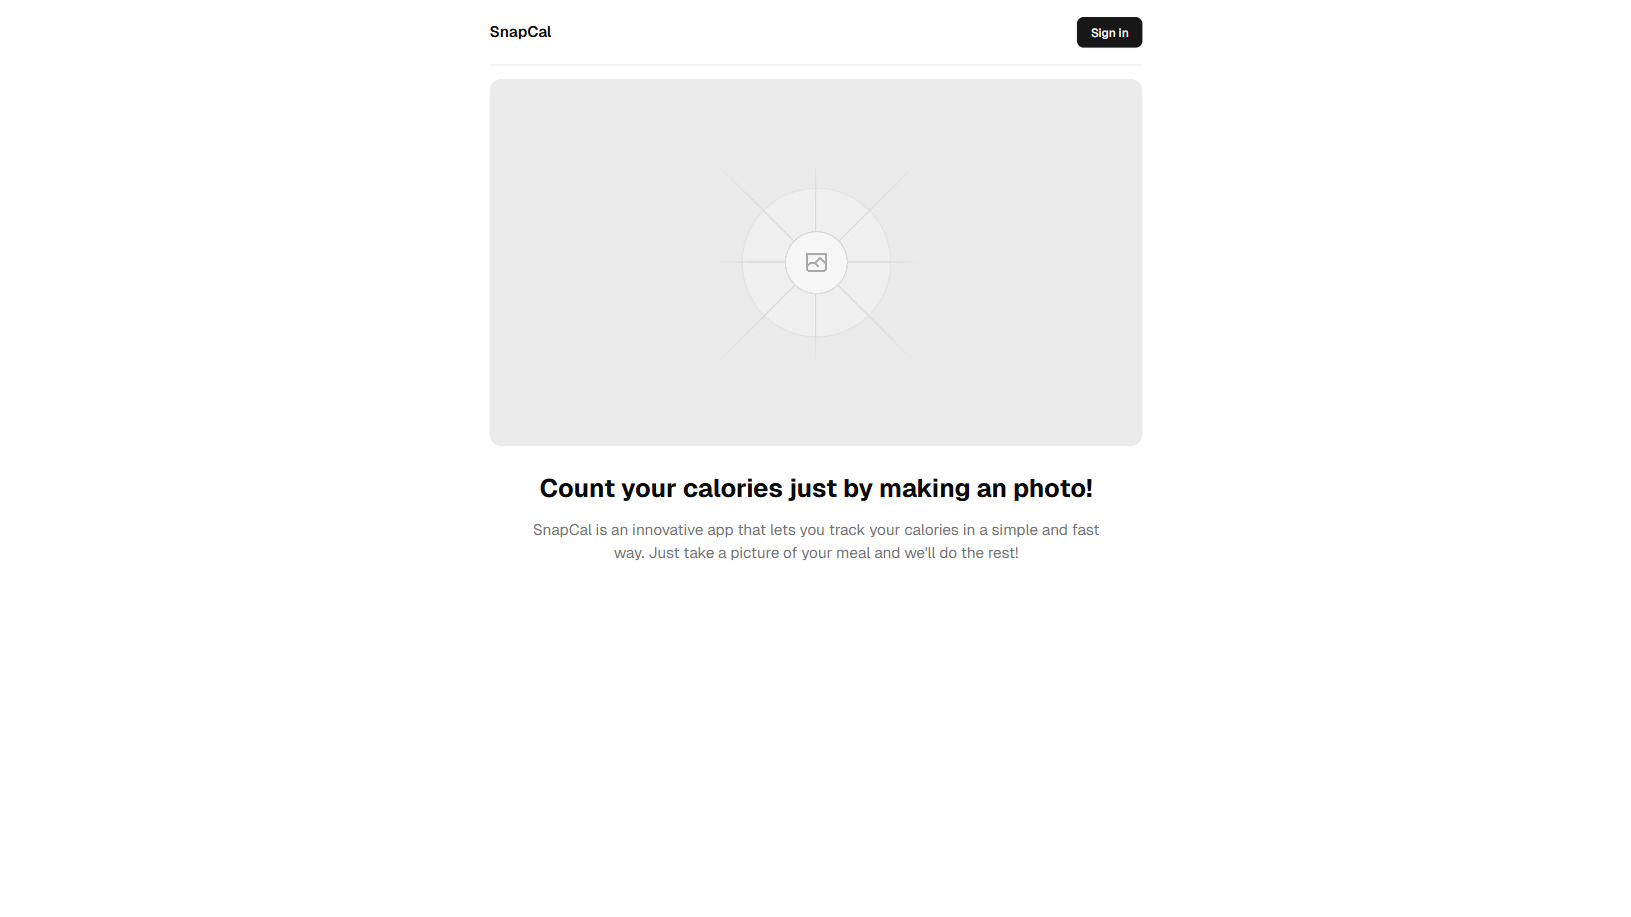 SnapCal
Sign in
Count your calories just by making an photo!
SnapCal is an innovative app that lets you track your calories in a simple and fast
way. Just take a picture of your meal and we'll do the rest!